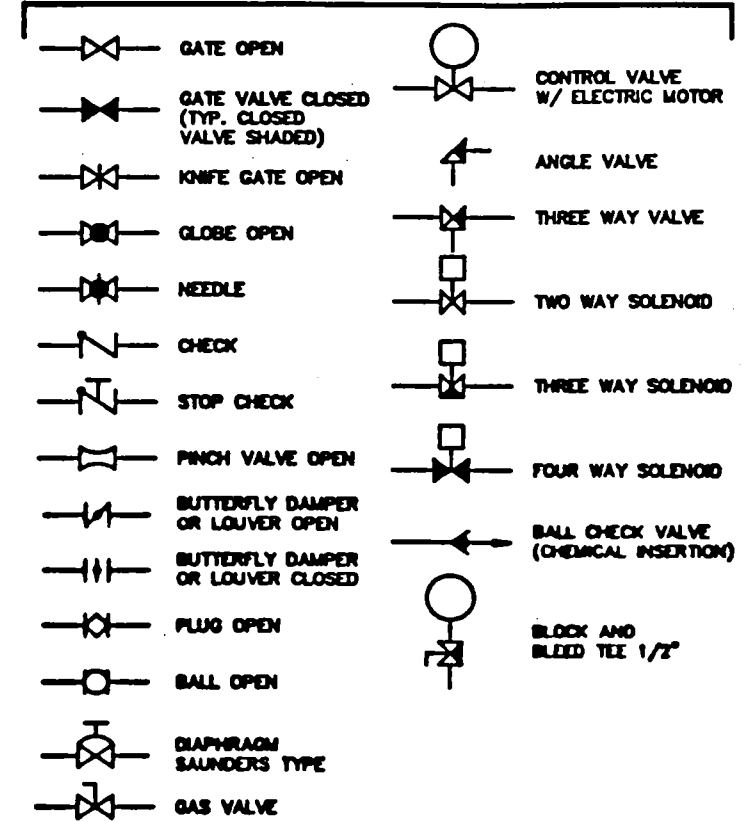 GATE OPEN
GATE VALVE CLOSED
(TYP. CLOSED
VALVE SHADED)
KNIFE GATE OPEN
GLOBE OPEN
NEEDLE
CHECK
STOP CHECK
PINCH VALVE OPEN
BUTTERFLY DAMPER
OR LOUVER OPEN
BUTTERFLY DAMPER
OR LOUVER CLOSED
PLUG OPEN
BALL OPEN
DIAPHRAGM
SAUNDERS TYPE
GAS VALVE
CONTROL VALVE
W/ ELECTRIC MOTOR
ANGLE VALVE
THREE WAY VALVE
TWO WAY SOLENOID
THREE WAY SOLENOID
FOUR WAY SOLENOID
BALL CHECK VALVE
(CHEMICAL INSERTION)
BLOCK AND
BLEED TEE 1/2"